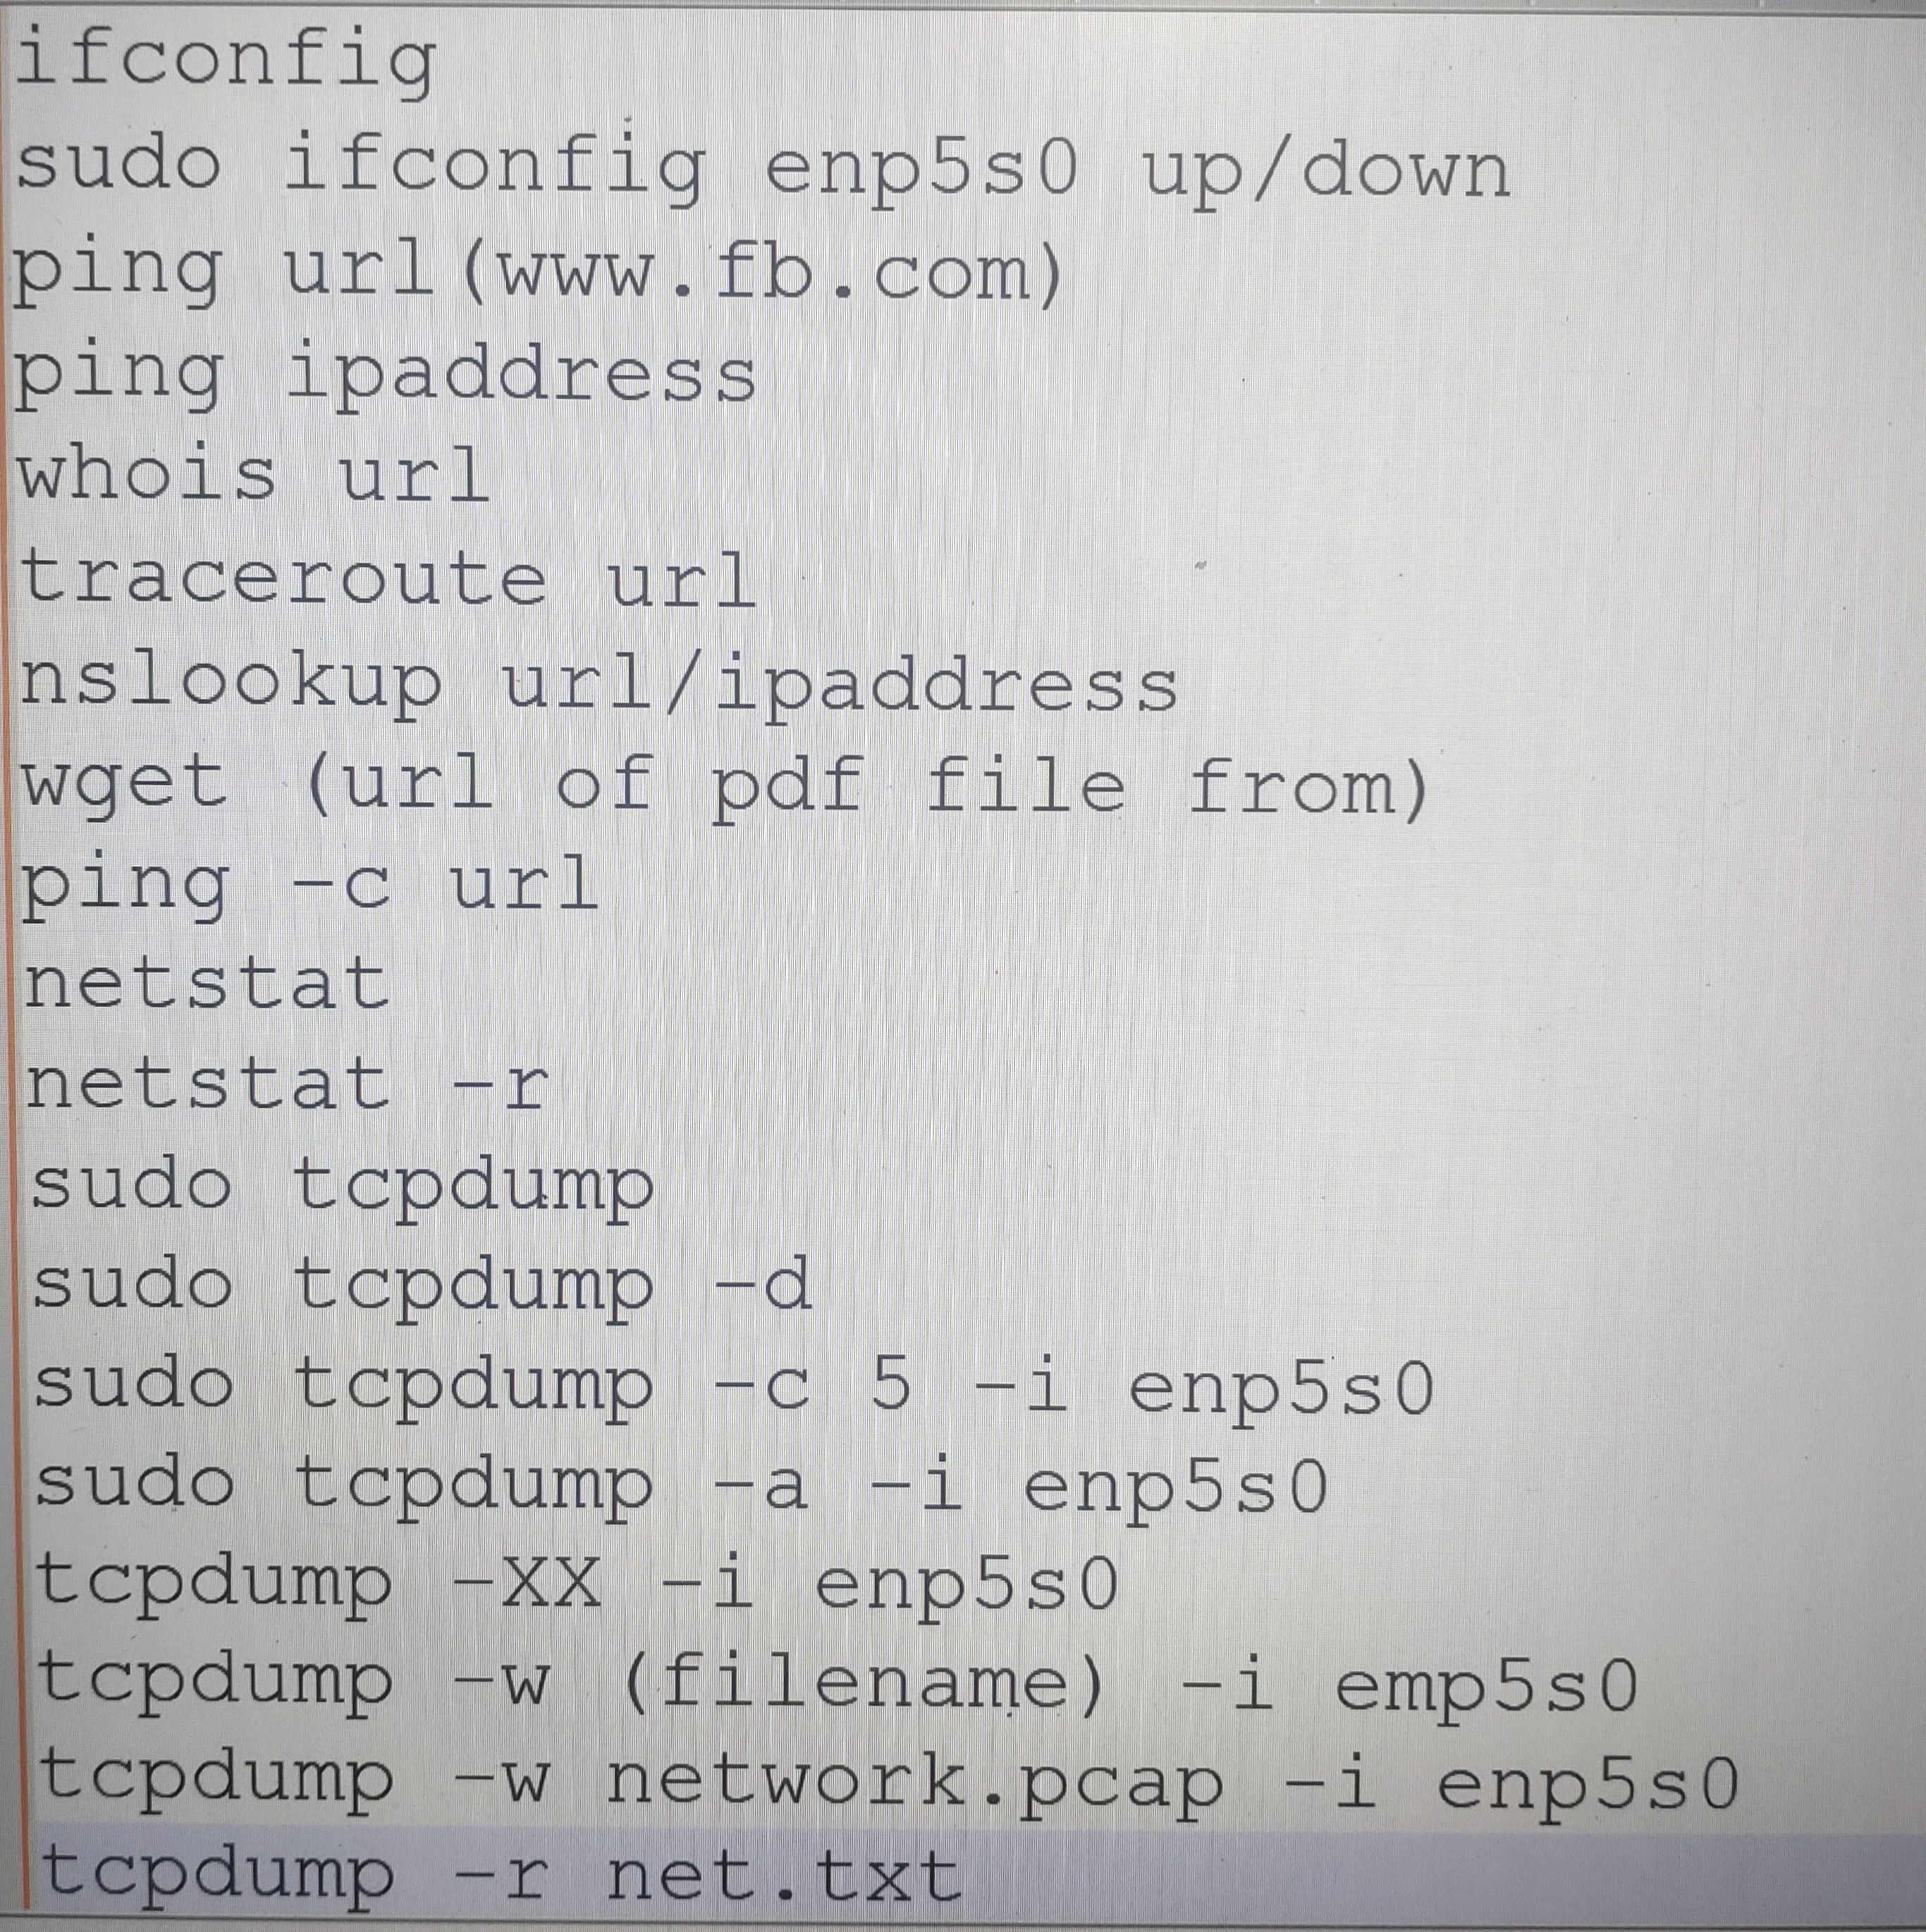 ifconfig
sudo ifconfig enp5s0 up/down
ping url(www.fb.com)
ping ipaddress
whois url
traceroute url
nslookup url/ipaddress
wget (url of pdf file from)
ping -c url
netstat
netstat -r
sudo tcpdump
sudo tcpdump -d
sudo tcpdump -c 5 -i enp5s0
sudo tcpdump -a -i enp5s0
tcpdump -XX -i enp5s0
tcpdump -w (filename) -i emp5s0
tcpdump -w network.pcap -i enp5s0
tcpdump -r net.txt